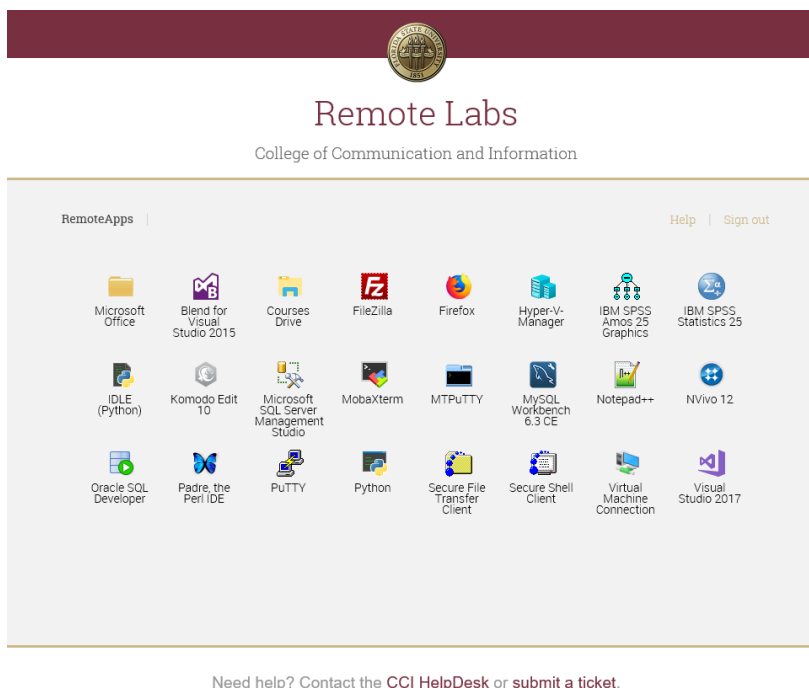 FLORIDA STATE UNIVERSITY
1851
Remote Labs
College of Communication and Information
RemoteApps |
Help | Sign out
Microsoft
Office
Blend for
Visual
Studio 2015
Courses
Drive
FileZilla
Firefox
Hyper-V-
Manager
IBM SPSS
Amos 25
Graphics
IBM SPSS
Statistics 25
IDLE
(Python)
Komodo Edit
10
Microsoft
SQL Server
Management
Studio
MobaXterm
MTPuTTY
MySQL
Workbench
6.3 CE
Notepad++
NVivo 12
Oracle SQL
Developer
Padre, the
Perl IDE
PuTTY
Python
Secure File
Transfer
Client
Secure Shell
Client
Virtual
Machine
Connection
Visual
Studio 2017
Need help? Contact the CCI HelpDesk or submit a ticket.